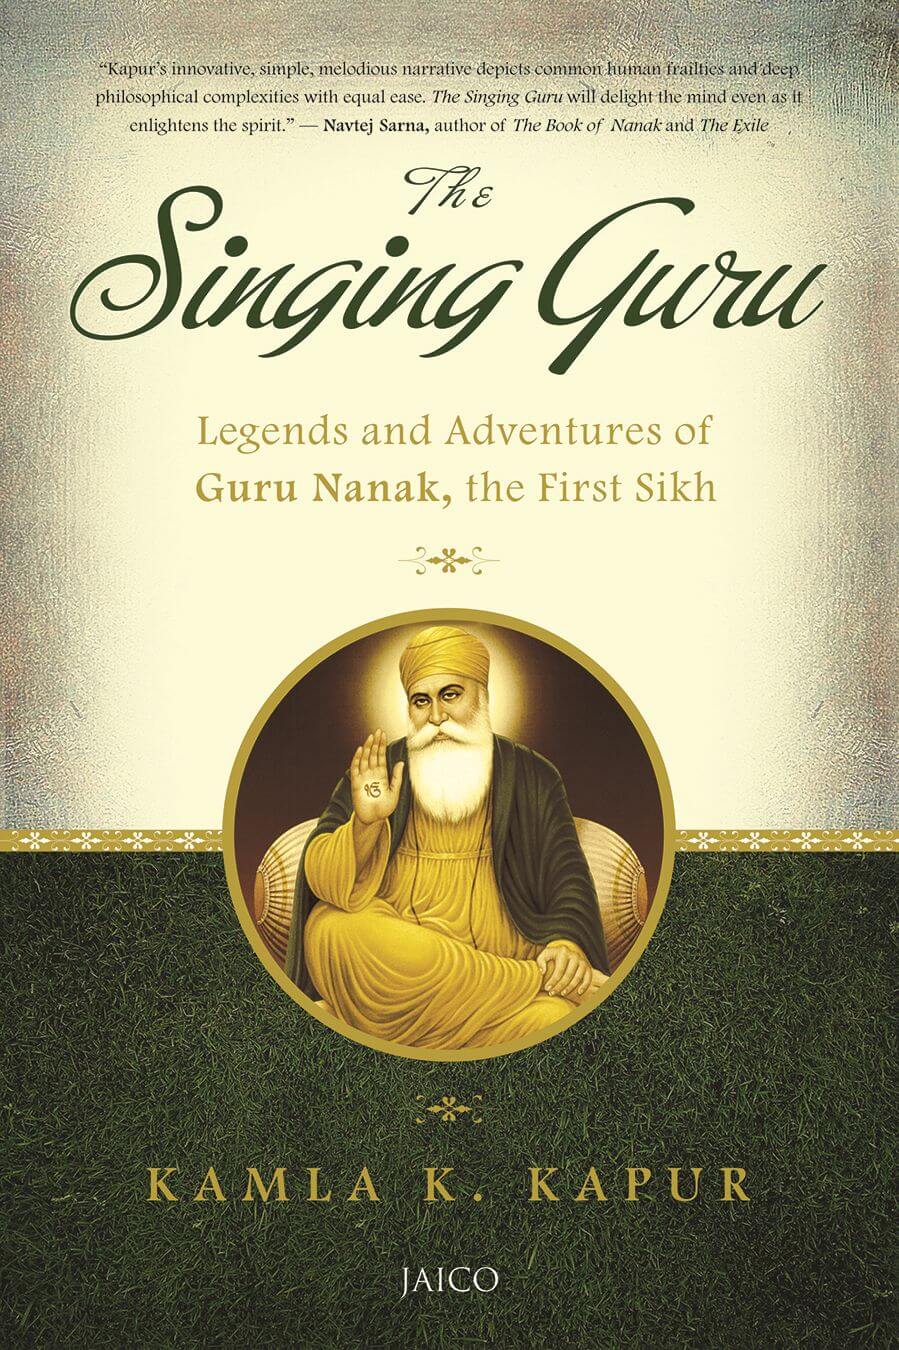 “Kapur’s innovative, simple, melodious narrative depicts common human frailties and deep
philosophical complexities with equal ease. The Singing Guru will delight the mind even as it
enlightens the spirit.” — Navtej Sarna, author of The Book of Nanak and The Exile
The
Singing Guru
Legends and Adventures of
Guru Nanak, the First Sikh
ੴ
KAMLA K. KAPUR
JAICO